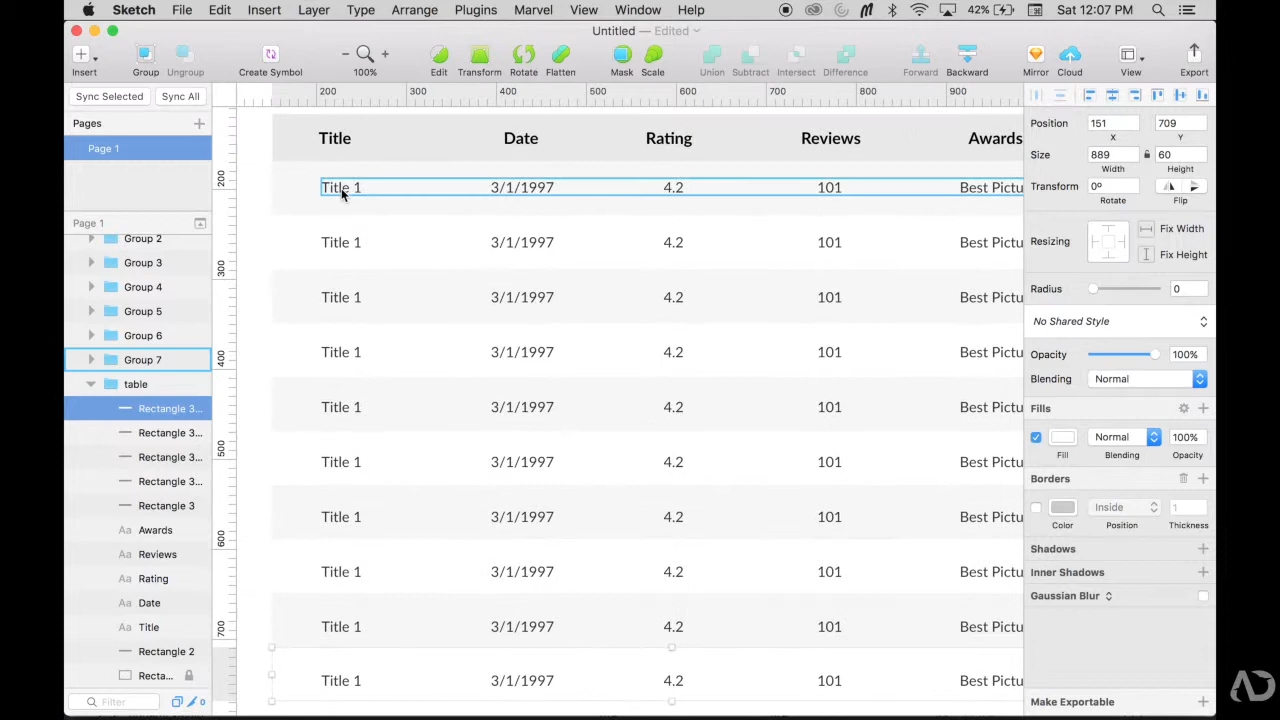 Sketch File Edit Insert Layer Type Arrange Plugins Marvel View Window Help 42% Sat 12:07 PM
Untitled — Edited
Insert Group Ungroup Create Symbol 100% Edit Transform Rotate Flatten Mask Scale Union Subtract Intersect Difference Forward Backward Mirror Cloud View Export
Sync Selected Sync All
200 300 400 500 600 700 800 900
Pages
Page 1
Page 1
Group 2
Group 3
Group 4
Group 5
Group 6
Group 7
table
Rectangle 3...
Rectangle 3...
Rectangle 3...
Rectangle 3...
Rectangle 3
Awards
Reviews
Rating
Date
Title
Rectangle 2
Recta...
Filter 0
200
300
400
500
600
700
Title Date Rating Reviews Awards
Title 1 3/1/1997 4.2 101 Best Pictu
Title 1 3/1/1997 4.2 101 Best Pictu
Title 1 3/1/1997 4.2 101 Best Pictu
Title 1 3/1/1997 4.2 101 Best Pictu
Title 1 3/1/1997 4.2 101 Best Pictu
Title 1 3/1/1997 4.2 101 Best Pictu
Title 1 3/1/1997 4.2 101 Best Pictu
Title 1 3/1/1997 4.2 101 Best Pictu
Title 1 3/1/1997 4.2 101 Best Pictu
Title 1 3/1/1997 4.2 101 Best Pictu
Position 151 709
X Y
Size 889 60
Width Height
Transform 0º
Rotate Flip
Resizing Fix Width
Fix Height
Radius 0
No Shared Style
Opacity 100%
Blending Normal
Fills
Normal 100%
Fill Blending Opacity
Borders
Inside 1
Color Position Thickness
Shadows
Inner Shadows
Gaussian Blur
Make Exportable